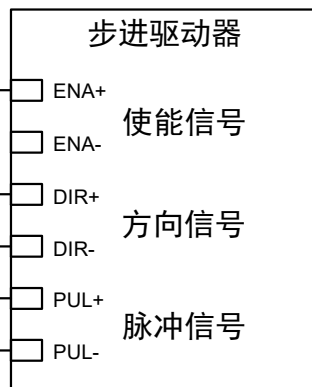 步进驱动器
ENA+
使能信号
ENA-
DIR+
方向信号
DIR-
PUL+
脉冲信号
PUL-